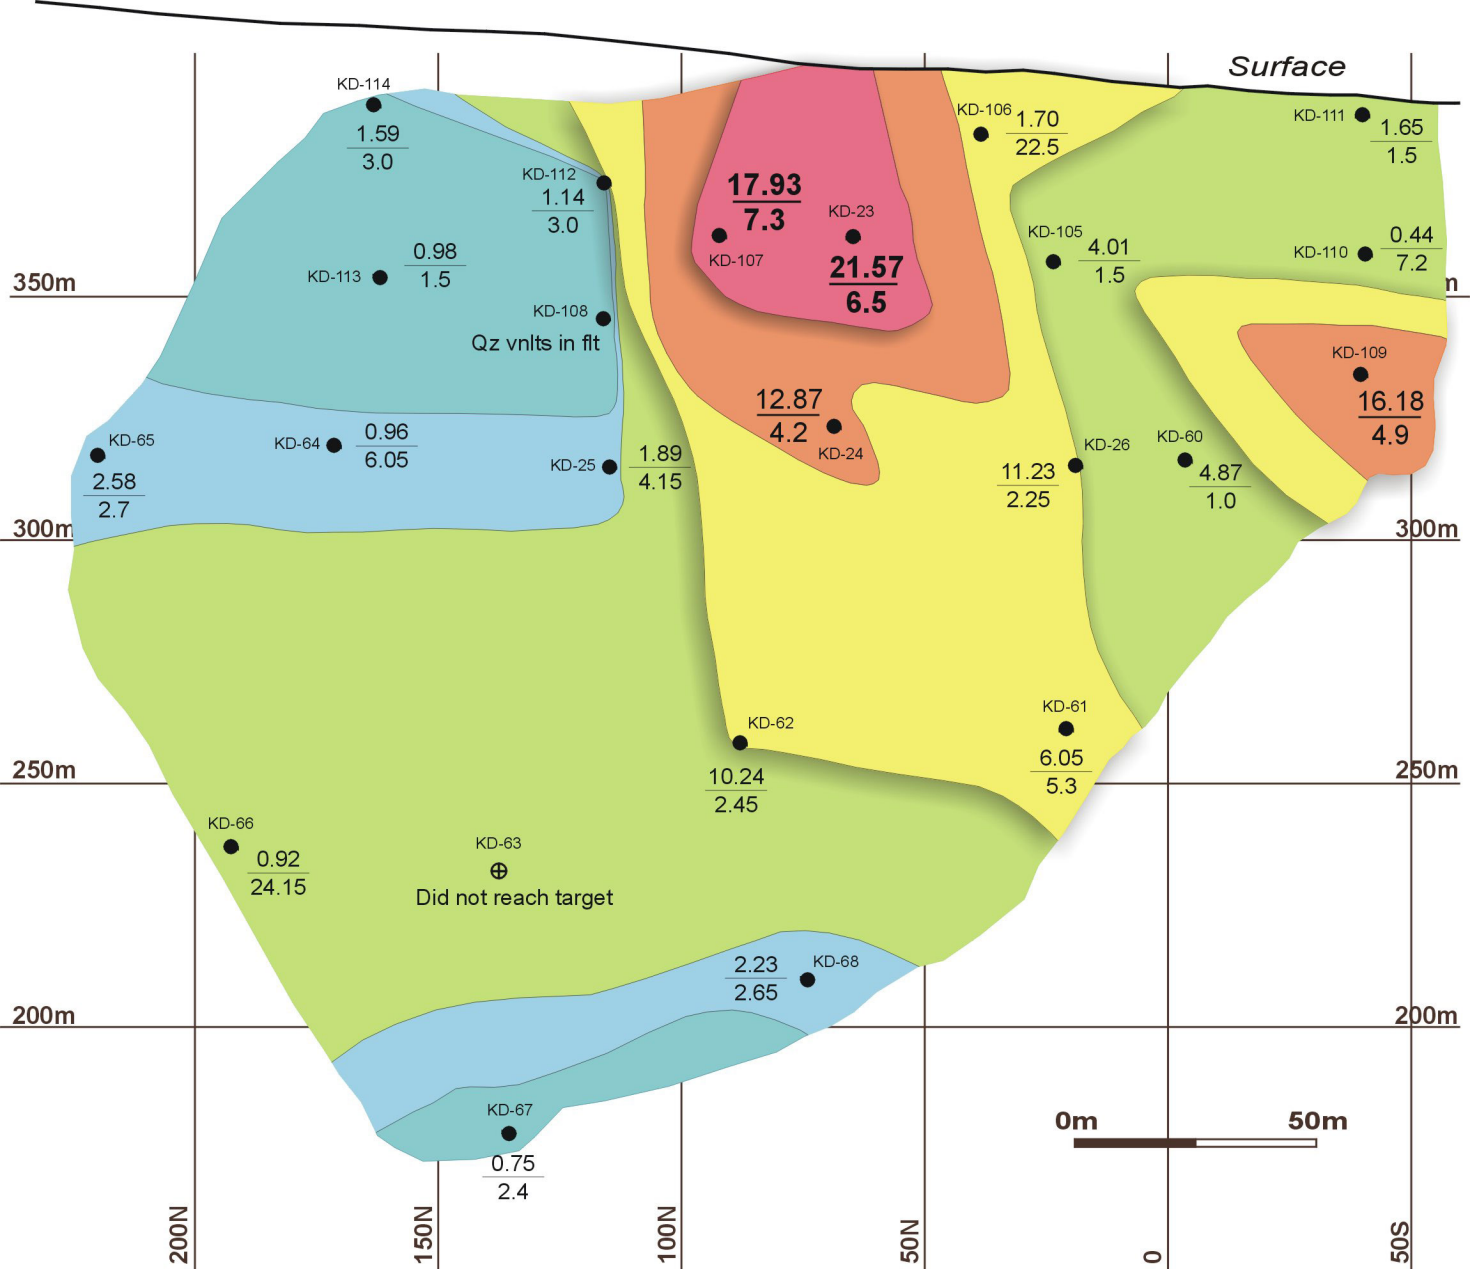 Surface
KD-114
1.59
3.0
KD-106
1.70
22.5
KD-111
1.65
1.5
KD-112
1.14
3.0
17.93
7.3
KD-107
KD-23
21.57
6.5
KD-105
4.01
1.5
KD-110
0.44
7.2
KD-113
0.98
1.5
350m
m
KD-108
Qz vnlts in flt
KD-109
16.18
4.9
12.87
4.2
KD-24
KD-65
2.58
2.7
KD-64
0.96
6.05
KD-25
1.89
4.15
KD-26
11.23
2.25
KD-60
4.87
1.0
300m
300m
KD-62
10.24
2.45
KD-61
6.05
5.3
250m
250m
KD-66
0.92
24.15
KD-63
Did not reach target
2.23
2.65
KD-68
200m
200m
KD-67
0.75
2.4
0m
50m
200N
150N
100N
50N
0
50S